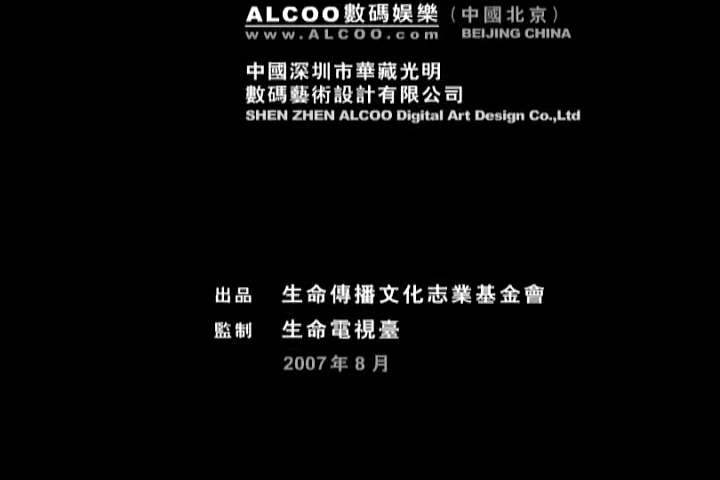 ALCOO數碼娛樂（中國北京）
www.ALCOO.com BEIJING CHINA
中國深圳市華藏光明
數碼藝術設計有限公司
SHEN ZHEN ALCOO Digital Art Design Co.,Ltd
出品 生命傳播文化志業基金會
監制 生命電視臺
2007年8月